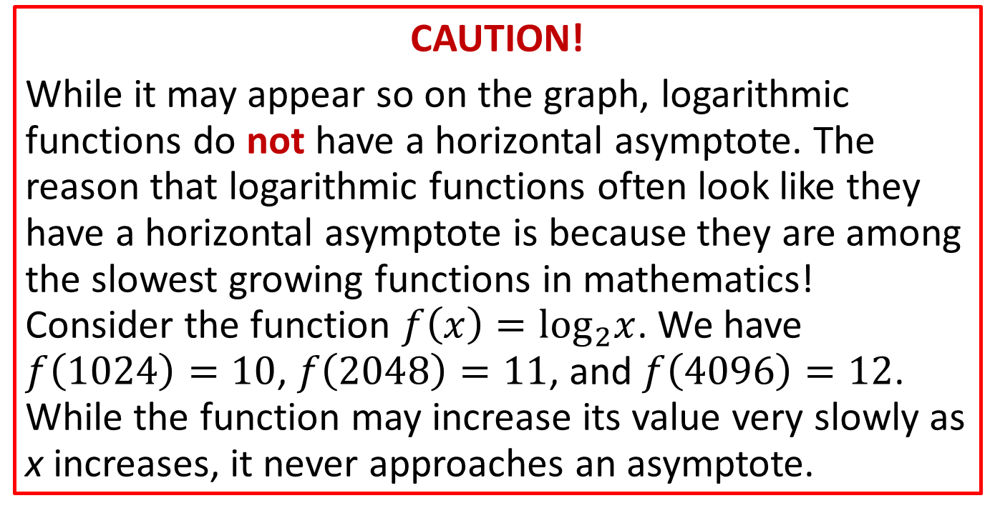 CAUTION!
While it may appear so on the graph, logarithmic
functions do not have a horizontal asymptote. The
reason that logarithmic functions often look like they
have a horizontal asymptote is because they are among
the slowest growing functions in mathematics!
Consider the function f(x) = log₂x. We have
f(1024) = 10, f(2048) = 11, and f(4096) = 12.
While the function may increase its value very slowly as
x increases, it never approaches an asymptote.